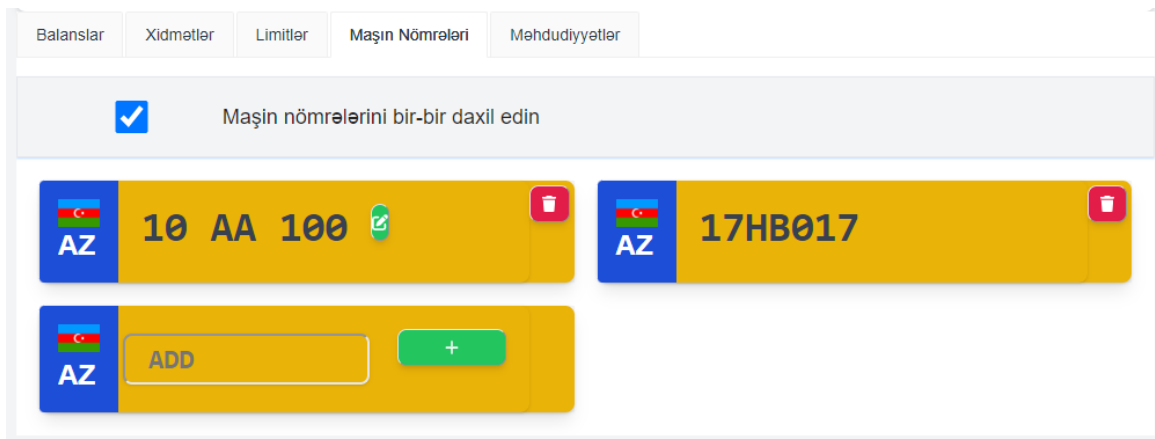 Balanslar Xidmətlər Limitlər Maşın Nömrələri Məhdudiyyətlər
Maşin nömrələrini bir-bir daxil edin
AZ 10 AA 100
AZ 17HB017
AZ ADD +